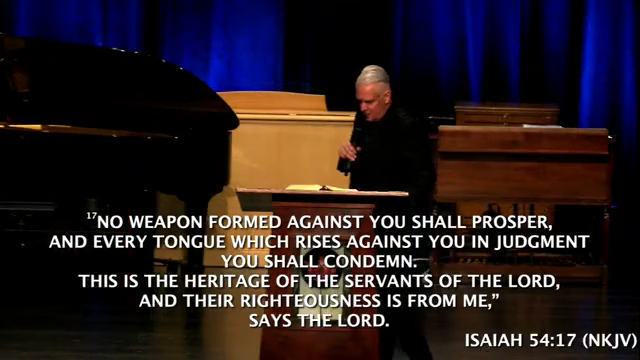 17NO WEAPON FORMED AGAINST YOU SHALL PROSPER,
AND EVERY TONGUE WHICH RISES AGAINST YOU IN JUDGMENT
YOU SHALL CONDEMN.
THIS IS THE HERITAGE OF THE SERVANTS OF THE LORD,
AND THEIR RIGHTEOUSNESS IS FROM ME,”
SAYS THE LORD.
ISAIAH 54:17 (NKJV)